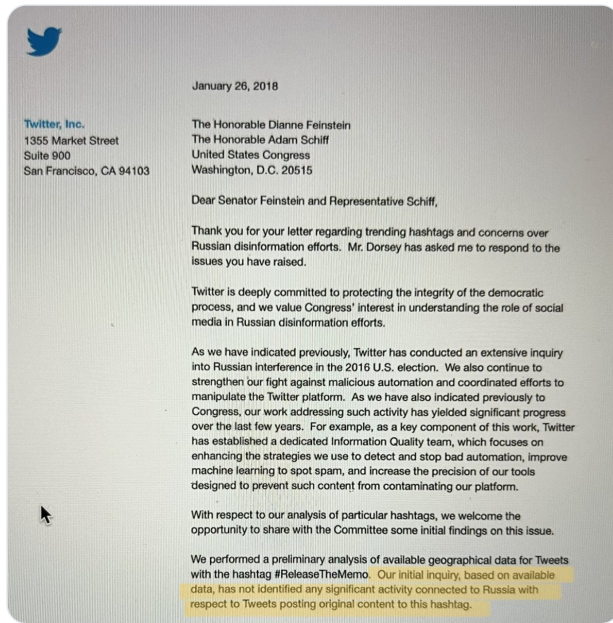 January 26, 2018
Twitter, Inc.
1355 Market Street
Suite 900
San Francisco, CA 94103
The Honorable Dianne Feinstein
The Honorable Adam Schiff
United States Congress
Washington, D.C. 20515
Dear Senator Feinstein and Representative Schiff,
Thank you for your letter regarding trending hashtags and concerns over
Russian disinformation efforts. Mr. Dorsey has asked me to respond to the
issues you have raised.
Twitter is deeply committed to protecting the integrity of the democratic
process, and we value Congress' interest in understanding the role of social
media in Russian disinformation efforts.
As we have indicated previously, Twitter has conducted an extensive inquiry
into Russian interference in the 2016 U.S. election. We also continue to
strengthen our fight against malicious automation and coordinated efforts to
manipulate the Twitter platform. As we have also indicated previously to
Congress, our work addressing such activity has yielded significant progress
over the last few years. For example, as a key component of this work, Twitter
has established a dedicated Information Quality team, which focuses on
enhancing the strategies we use to detect and stop bad automation, improve
machine learning to spot spam, and increase the precision of our tools
designed to prevent such content from contaminating our platform.
With respect to our analysis of particular hashtags, we welcome the
opportunity to share with the Committee some initial findings on this issue.
We performed a preliminary analysis of available geographical data for Tweets
with the hashtag #ReleaseTheMemo. Our initial inquiry, based on available
data, has not identified any significant activity connected to Russia with
respect to Tweets posting original content to this hashtag.